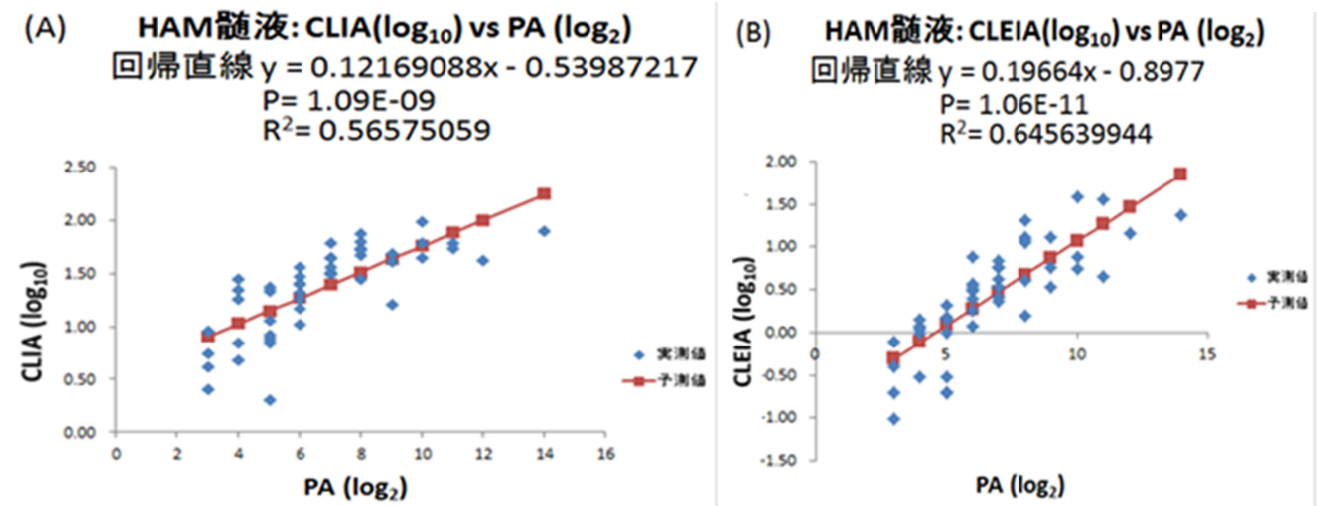 (A)
HAM髄液: CLIA(log10) vs PA (log2)
回帰直線 y = 0.12169088x - 0.53987217
P= 1.09E-09
R2= 0.56575059
2.50
2.00
1.50
1.00
0.50
0.00
0 2 4 6 8 10 12 14 16
CLIA (log10)
PA (log2)
実測値
予測値
(B)
HAM髄液: CLEIA(log10) vs PA (log2)
回帰直線 y = 0.19664x - 0.8977
P= 1.06E-11
R2= 0.645639944
2.00
1.50
1.00
0.50
0.00
-0.50
-1.00
-1.50
0 5 10 15
CLEIA (log10)
PA (log2)
実測値
予測値